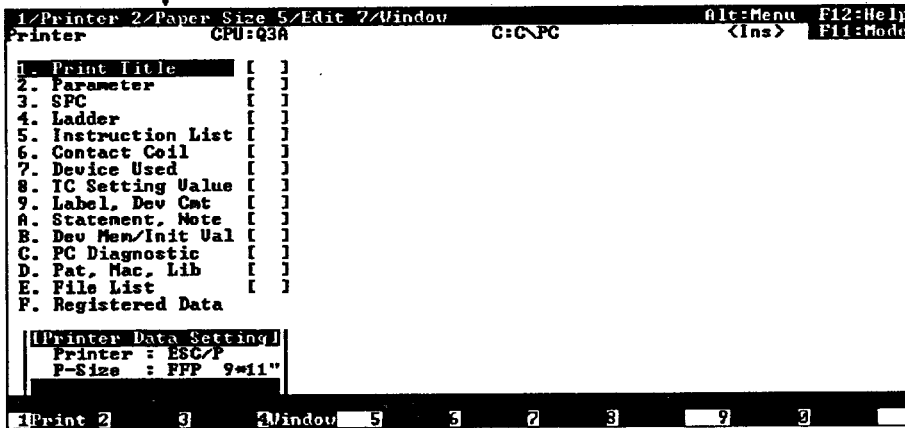 1/Printer 2/Paper Size 5/Edit 7/Window Alt:Menu F12:Help
Printer CPU:Q3A C:C\PC <Ins> F11:Mode
1. Print Title [ ]
2. Parameter [ ]
3. SPC [ ]
4. Ladder [ ]
5. Instruction List [ ]
6. Contact Coil [ ]
7. Device Used [ ]
8. TC Setting Value [ ]
9. Label, Dev Cmt [ ]
A. Statement, Note [ ]
B. Dev Mem/Init Val [ ]
C. PC Diagnostic [ ]
D. Pat, Mac, Lib [ ]
E. File List [ ]
F. Registered Data
[Printer Data Setting]
Printer : ESC/P
P-Size : FFP 9*11"
1Print 2 3 4Window 5 6 7 8 9